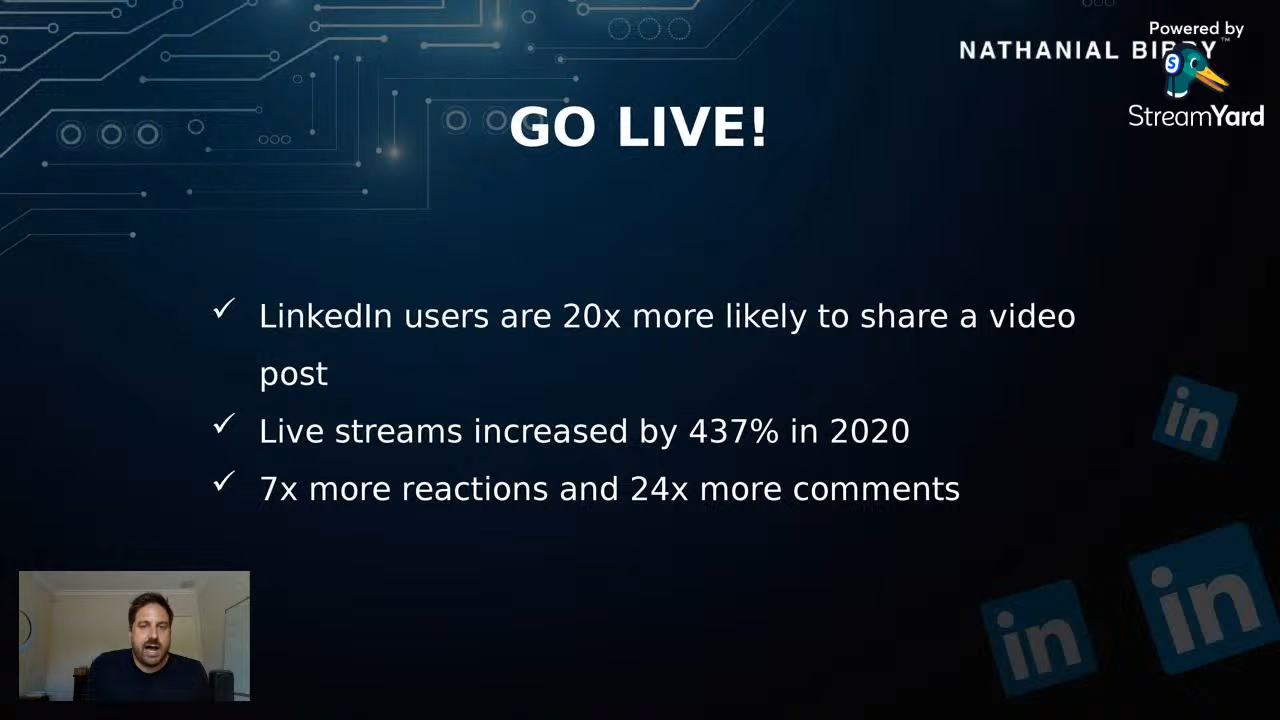 Powered by
NATHANIAL
StreamYard
GO LIVE!
LinkedIn users are 20x more likely to share a video
post
Live streams increased by 437% in 2020
7x more reactions and 24x more comments
in
in
in